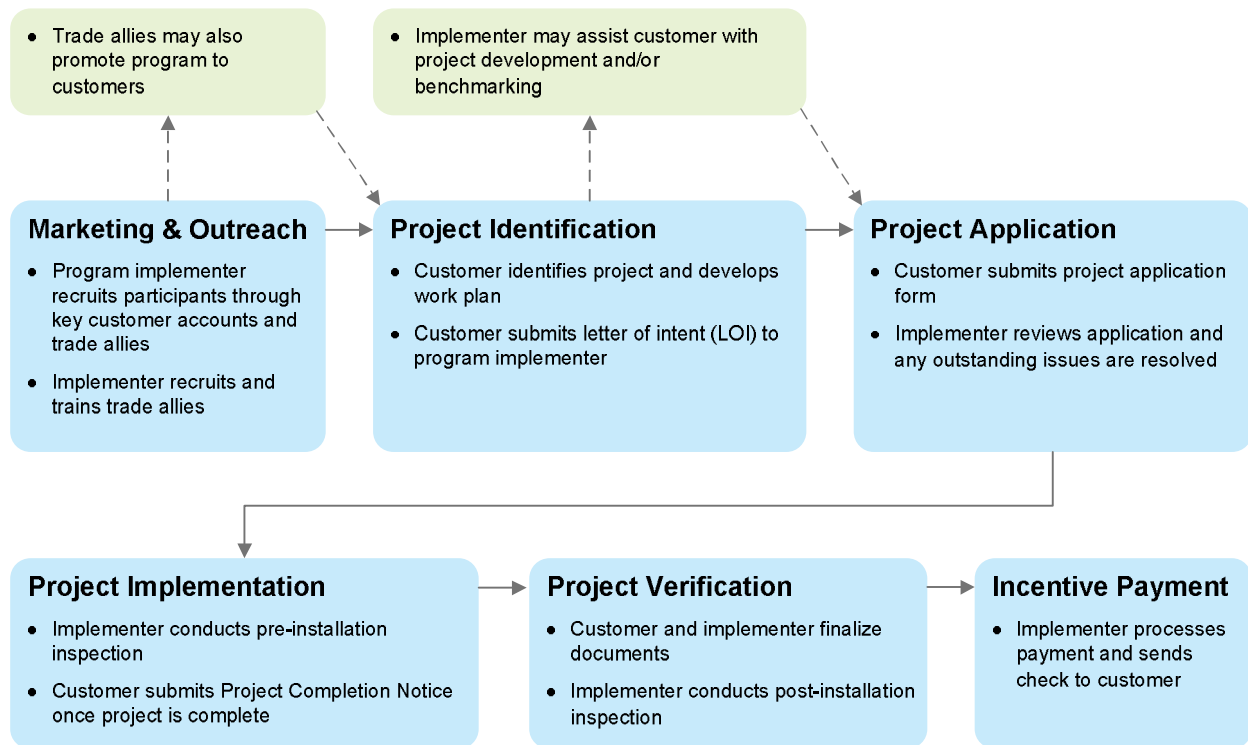 • Trade allies may also
promote program to
customers
• Implementer may assist customer with
project development and/or
benchmarking
Marketing & Outreach
• Program implementer
recruits participants through
key customer accounts and
trade allies
• Implementer recruits and
trains trade allies
Project Identification
• Customer identifies project and develops
work plan
• Customer submits letter of intent (LOI) to
program implementer
Project Application
• Customer submits project application
form
• Implementer reviews application and
any outstanding issues are resolved
Project Implementation
• Implementer conducts pre-installation
inspection
• Customer submits Project Completion Notice
once project is complete
Project Verification
• Customer and implementer finalize
documents
• Implementer conducts post-installation
inspection
Incentive Payment
• Implementer processes
payment and sends
check to customer